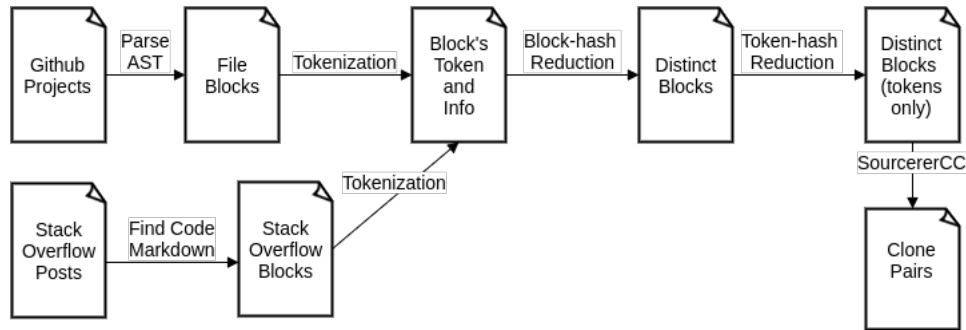 Github
Projects
Parse
AST
File
Blocks
Tokenization
Block's
Token
and
Info
Block-hash
Reduction
Distinct
Blocks
Token-hash
Reduction
Distinct
Blocks
(tokens
only)
SourcererCC
Clone
Pairs
Stack
Overflow
Posts
Find Code
Markdown
Stack
Overflow
Blocks
Tokenization